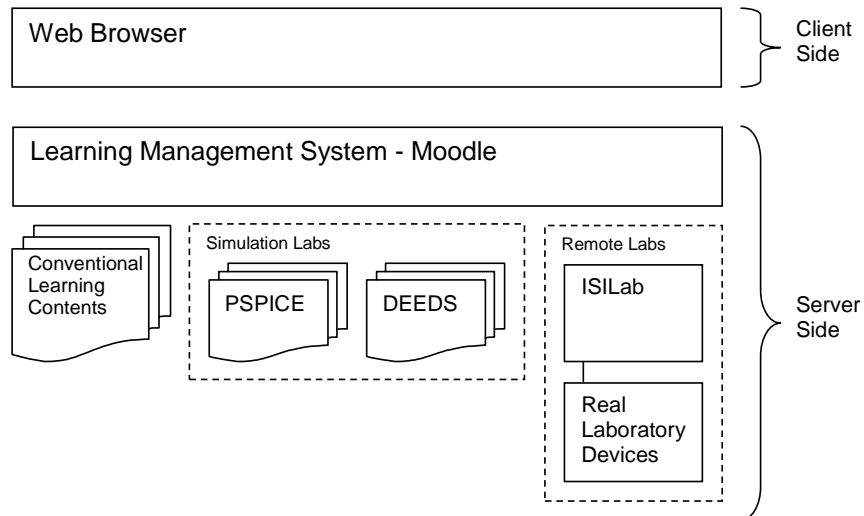 Web Browser
Client
Side
Learning Management System - Moodle
Conventional
Learning
Contents
Simulation Labs
PSPICE
DEEDS
Remote Labs
ISILab
Real
Laboratory
Devices
Server
Side